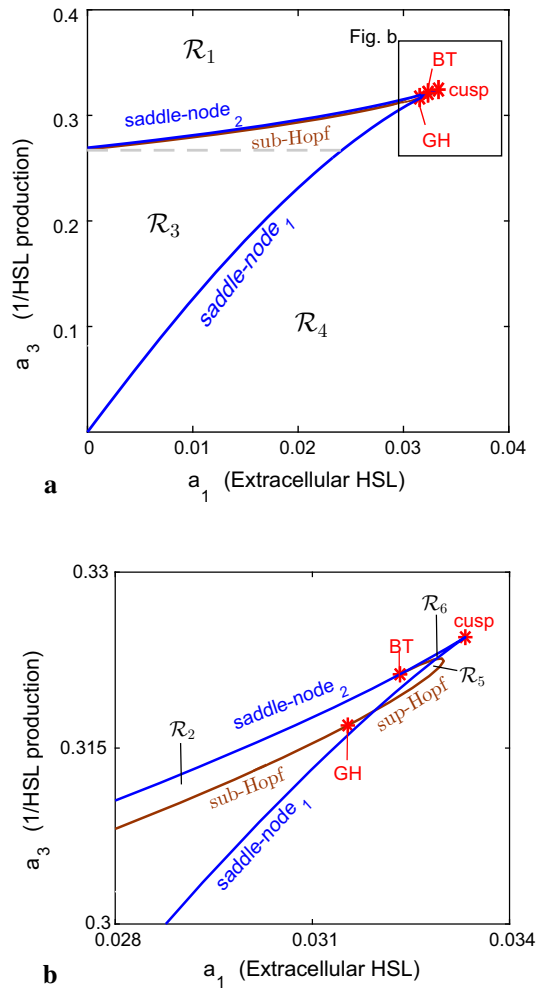 0.4
R1
Fig. b
BT
cusp
saddle-node 2
0.3
sub-Hopf
GH
a3 (1/HSL production)
R3
0.2
saddle-node 1
R4
0.1
0
0.01
0.02
0.03
0.04
a
a1 (Extracellular HSL)
0.33
R6
cusp
BT
R5
a3 (1/HSL production)
saddle-node 2
sup-Hopf
R2
0.315
sub-Hopf
GH
saddle-node 1
0.3
0.028
0.031
0.034
b
a1 (Extracellular HSL)